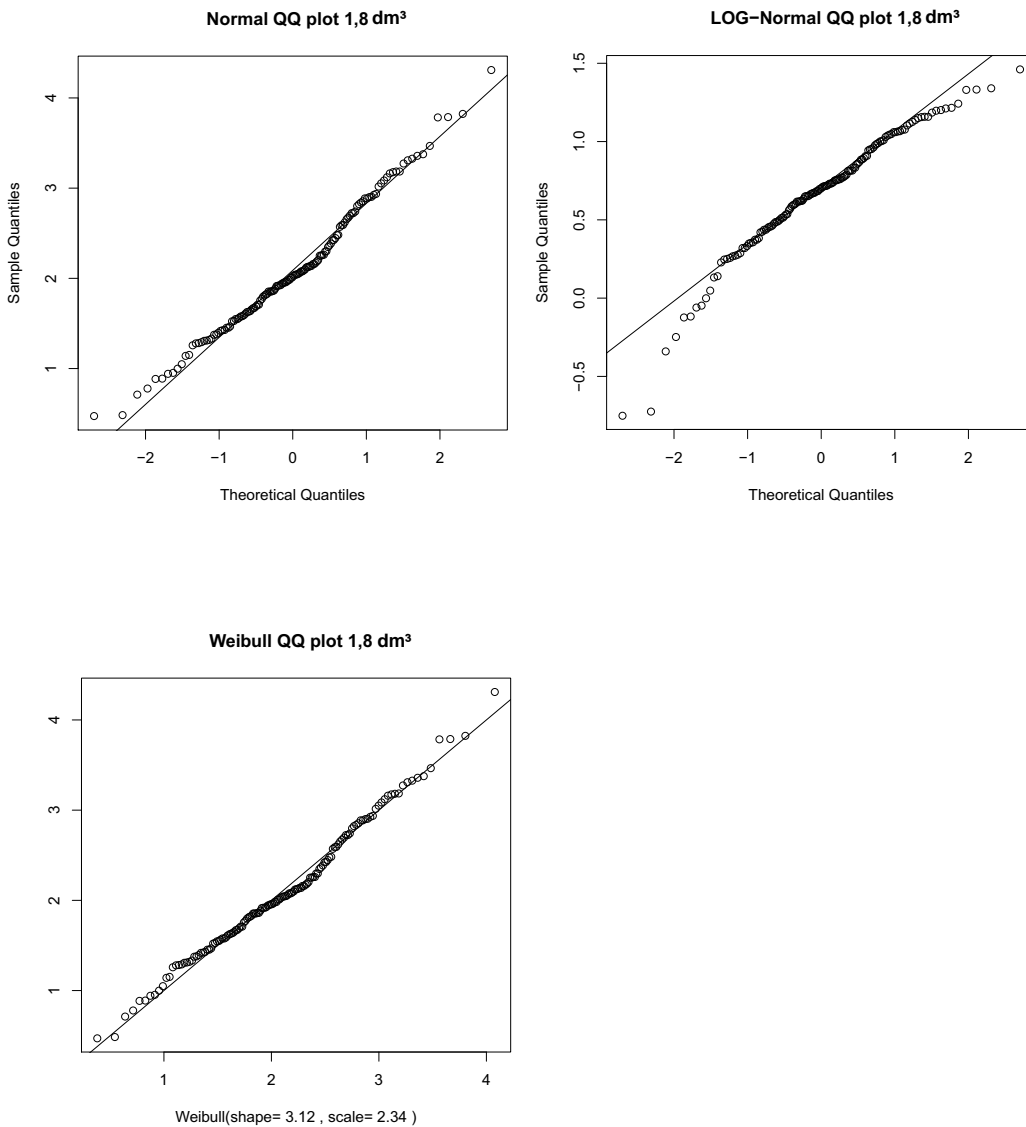 Normal QQ plot 1,8 dm³
Sample Quantiles
4
3
2
1
−2 −1 0 1 2
Theoretical Quantiles
LOG−Normal QQ plot 1,8 dm³
Sample Quantiles
1.5
1.0
0.5
0.0
−0.5
−2 −1 0 1 2
Theoretical Quantiles
Weibull QQ plot 1,8 dm³
4
3
2
1
1 2 3 4
Weibull(shape= 3.12 , scale= 2.34 )